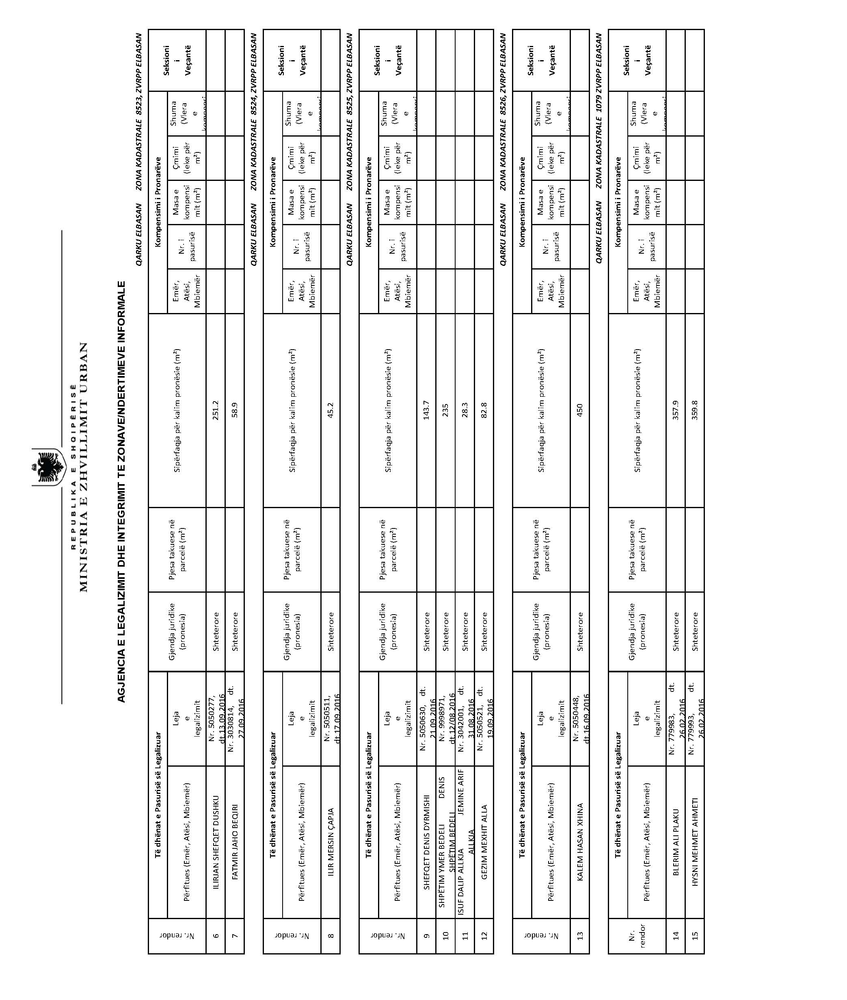 REPUBLIKA E SHQIPËRISË
MINISTRIA E ZHVILLIMIT URBAN
AGJENCIA E LEGALIZIMIT DHE INTEGRIMIT TE ZONAVE/NDERTIMEVE INFORMALE
QARKU ELBASAN ZONA KADASTRALE 8523, ZVRPP ELBASAN
Nr. rendor
Të dhënat e Pasurisë së Legalizuar
Përfitues (Emër, Atësi, Mbiemër)
Leja
e
legalizimit
Gjendja juridike
(pronesia)
Pjesa takuese në
parcelë (m²)
Sipërfaqja për kalim pronësie (m²)
Kompensimi i Pronarëve
Emër,
Atësi,
Mbiemër
Nr. i
pasurisë
Masa e
kompensi
mit (m²)
Çmimi
(leke për
m²)
Shuma
(Vlera
e
kompensi
Seksioni
i
Veçantë
6 ILIRJAN SHEFQET DUSHKU Nr. 5050277, dt.13.09.2016 Shteterore 251.2
7 FATMIR JAHO BEQIRI Nr. 3030814, dt. 27.09.2016 Shteterore 58.9
QARKU ELBASAN ZONA KADASTRALE 8524, ZVRPP ELBASAN
Nr. rendor
Të dhënat e Pasurisë së Legalizuar
Përfitues (Emër, Atësi, Mbiemër)
Leja
e
legalizimit
Gjendja juridike
(pronesia)
Pjesa takuese në
parcelë (m²)
Sipërfaqja për kalim pronësie (m²)
Kompensimi i Pronarëve
Emër,
Atësi,
Mbiemër
Nr. i
pasurisë
Masa e
kompensi
mit (m²)
Çmimi
(leke për
m²)
Shuma
(Vlera
e
kompensi
Seksioni
i
Veçantë
8 ILIR MERSIN ÇAPJA Nr. 5050511, dt.17.09.2016 Shteterore 45.2
QARKU ELBASAN ZONA KADASTRALE 8525, ZVRPP ELBASAN
Nr. rendor
Të dhënat e Pasurisë së Legalizuar
Përfitues (Emër, Atësi, Mbiemër)
Leja
e
legalizimit
Gjendja juridike
(pronesia)
Pjesa takuese në
parcelë (m²)
Sipërfaqja për kalim pronësie (m²)
Kompensimi i Pronarëve
Emër,
Atësi,
Mbiemër
Nr. i
pasurisë
Masa e
kompensi
mit (m²)
Çmimi
(leke për
m²)
Shuma
(Vlera
e
kompensi
Seksioni
i
Veçantë
9 SHEFQET DENIS DYRMISHI Nr. 5050630, dt. 21.09.2016 Shteterore 143.7
10 SHPËTIM YMER BEDELI DENIS SHPËTIM BEDELI Nr. 9998971, dt.12/08.2016 Shteterore 235
11 ISUF DALIP ALLKJA JEMINE ARIF ALLKJA Nr. 3042001, dt. 31.08.2016 Shteterore 28.3
12 GEZIM MEXHIT ALLA Nr. 5050521, dt. 19.09.2016 Shteterore 82.8
QARKU ELBASAN ZONA KADASTRALE 8526, ZVRPP ELBASAN
Nr. rendor
Të dhënat e Pasurisë së Legalizuar
Përfitues (Emër, Atësi, Mbiemër)
Leja
e
legalizimit
Gjendja juridike
(pronesia)
Pjesa takuese në
parcelë (m²)
Sipërfaqja për kalim pronësie (m²)
Kompensimi i Pronarëve
Emër,
Atësi,
Mbiemër
Nr. i
pasurisë
Masa e
kompensi
mit (m²)
Çmimi
(leke për
m²)
Shuma
(Vlera
e
kompensi
Seksioni
i
Veçantë
13 KALEM HASAN XHINA Nr. 5050448, dt.16.09.2016 Shteterore 450
QARKU ELBASAN ZONA KADASTRALE 1079 ZVRPP ELBASAN
Nr.
rendor
Të dhënat e Pasurisë së Legalizuar
Përfitues (Emër, Atësi, Mbiemër)
Leja
e
legalizimit
Gjendja juridike
(pronesia)
Pjesa takuese në
parcelë (m²)
Sipërfaqja për kalim pronësie (m²)
Kompensimi i Pronarëve
Emër,
Atësi,
Mbiemër
Nr. i
pasurisë
Masa e
kompensi
mit (m²)
Çmimi
(leke për
m²)
Shuma
(Vlera
e
kompensi
Seksioni
i
Veçantë
14 BLERIM ALI PLAKU Nr. 779983, dt. 26.02.2016 Shteterore 357.9
15 HYSNI MEHMET AHMETI Nr. 779993, dt. 26.02.2016 Shteterore 359.8